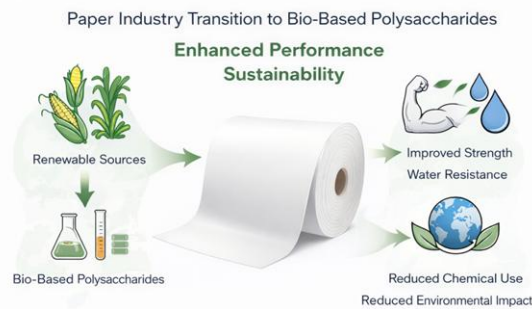 Paper Industry Transition to Bio-Based Polysaccharides
Enhanced Performance
Sustainability
Renewable Sources
Bio-Based Polysaccharides
Improved Strength
Water Resistance
Reduced Chemical Use
Reduced Environmental Impact